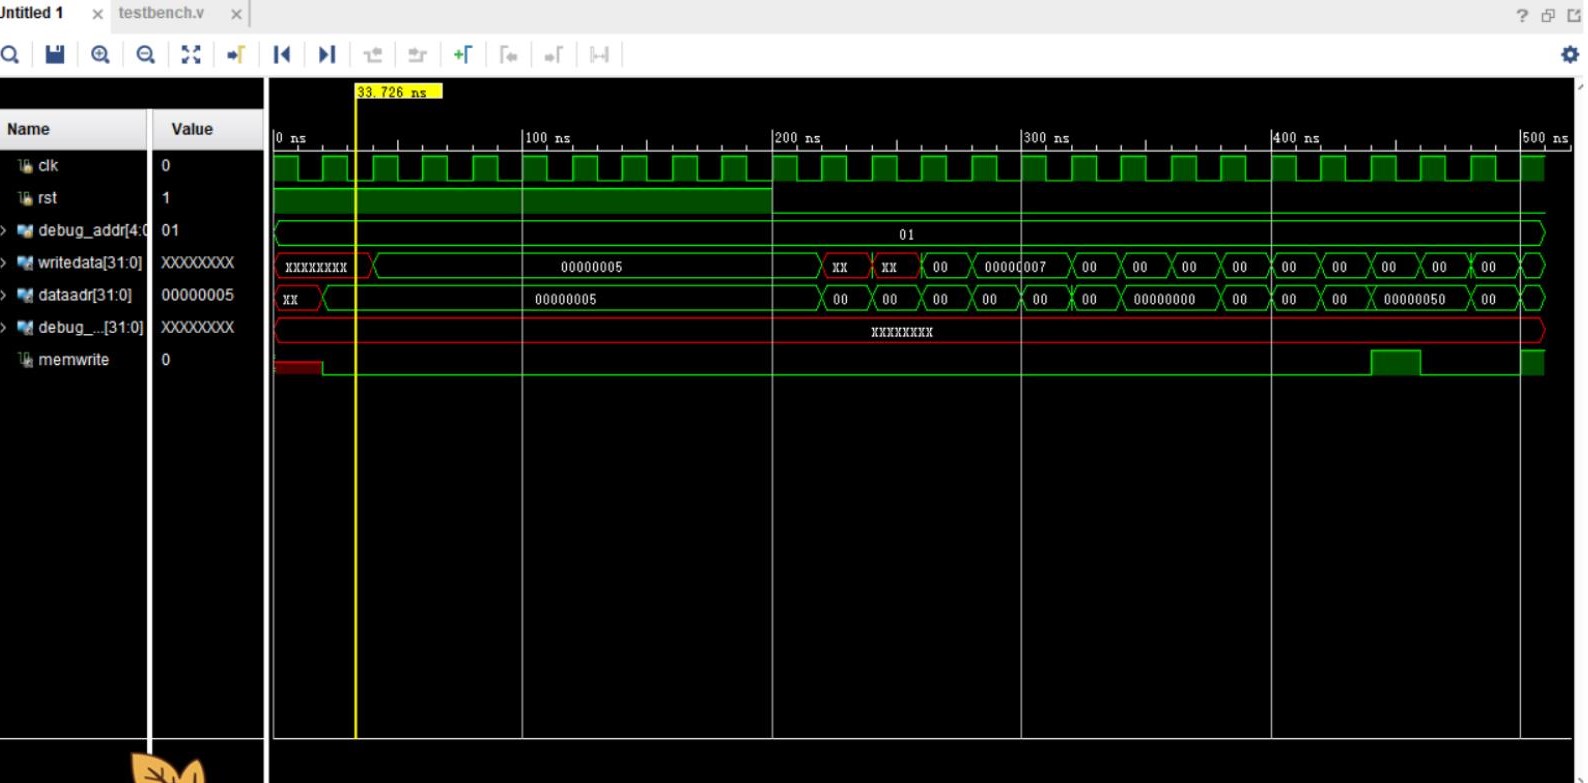 Untitled 1 × testbench.v × ?
33.726 ns
Name Value
0 ns 100 ns 200 ns 300 ns 400 ns 500 ns
clk 0
rst 1
debug_addr[4:0 01 01
writedata[31:0] XXXXXXXX XXXXXXXX 00000005 XX XX 00 00000007 00 00 00 00 00 00 00 00 00
dataadr[31:0] 00000005 XX 00000005 00 00 00 00 00 00 00000000 00 00 00 00000050 00
debug_...[31:0] XXXXXXXX XXXXXXXX
memwrite 0